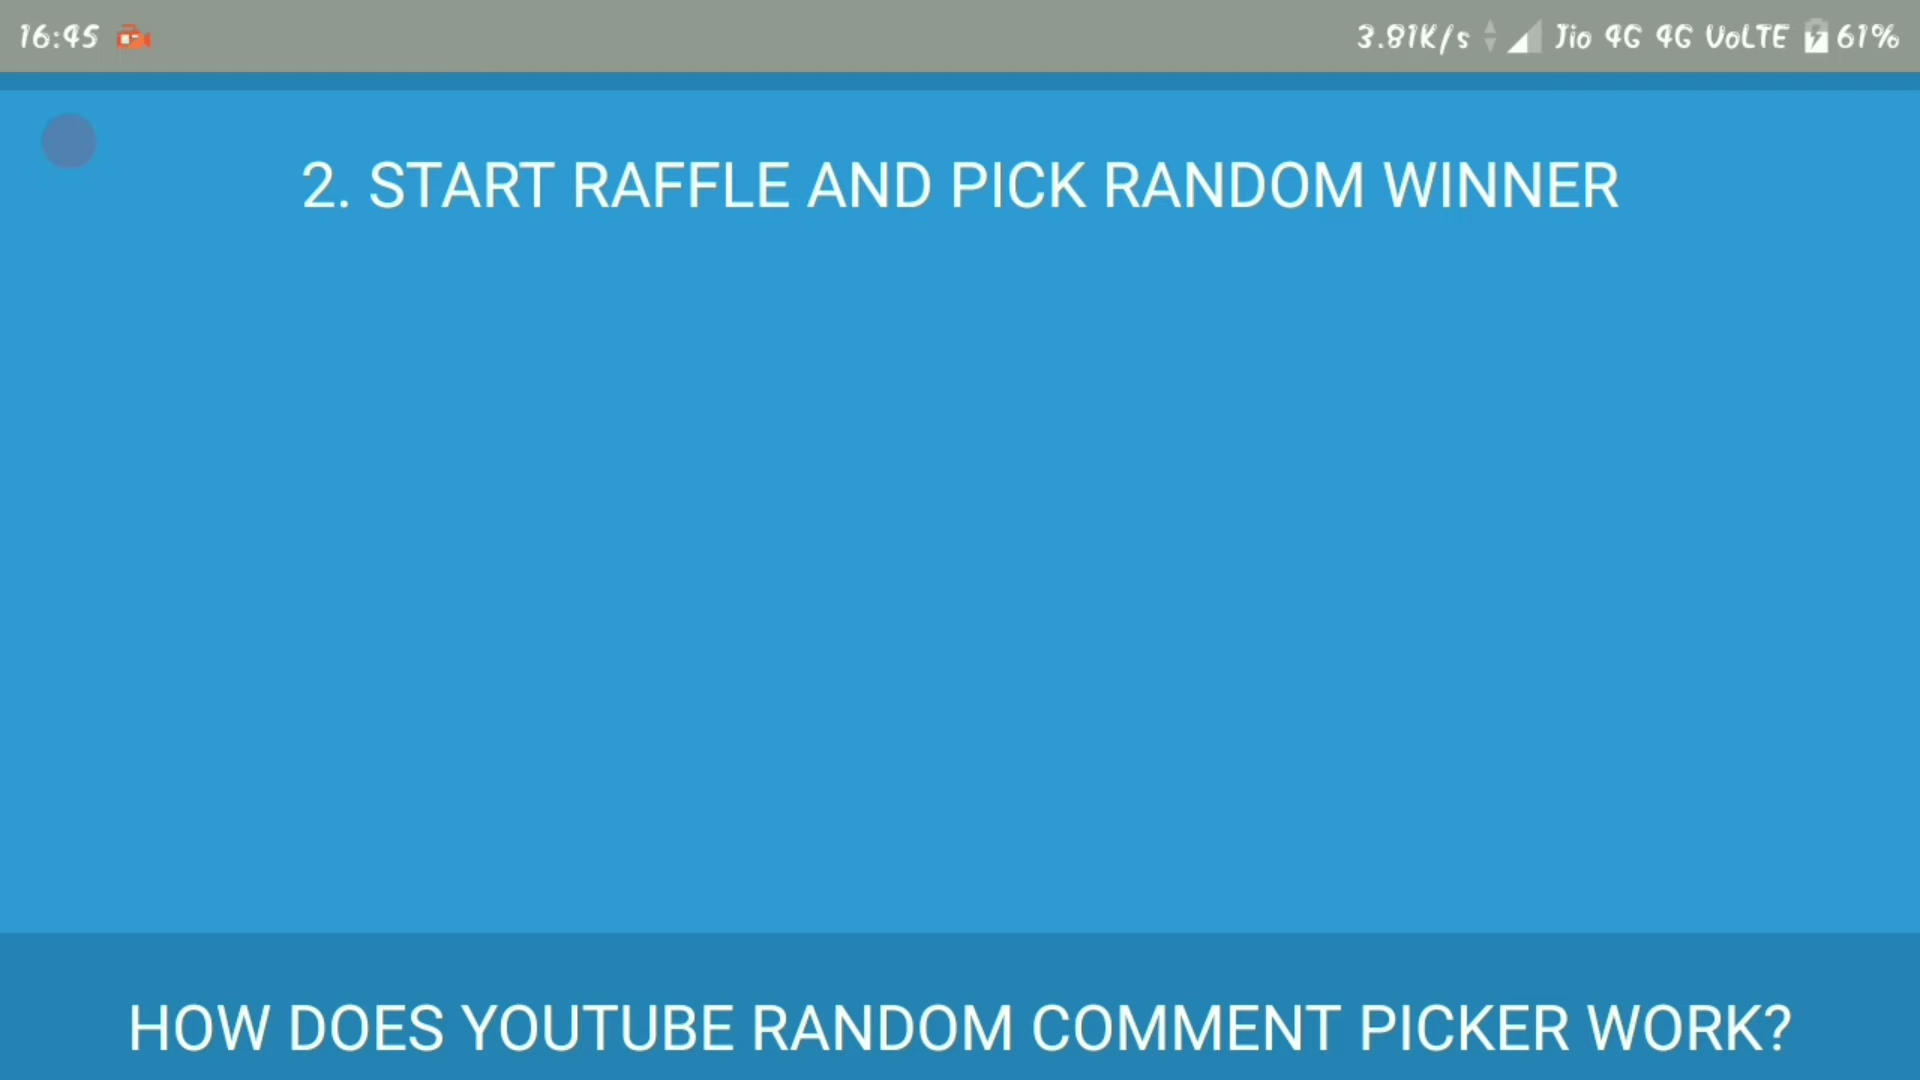 16:45 3.81K/s Jio 4G 4G VoLTE 61%
2. START RAFFLE AND PICK RANDOM WINNER
HOW DOES YOUTUBE RANDOM COMMENT PICKER WORK?